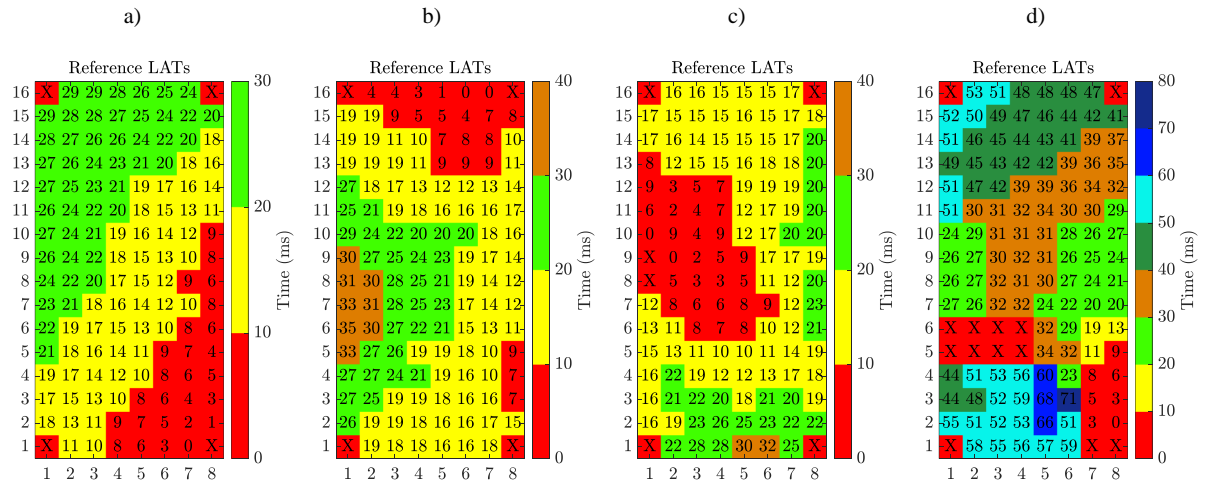 a)
Reference LATs
16 X 29 29 28 26 25 24 X
15 29 28 28 27 25 24 22 20
14 28 27 26 26 24 22 20 18
13 27 26 24 23 21 20 18 16
12 27 25 23 21 19 17 16 14
11 26 24 22 20 18 15 13 11
10 26 24 21 19 16 14 12 9
9 26 24 21 18 15 13 10 8
8 24 22 20 17 15 12 9 6
7 23 21 18 16 14 12 10 8
6 22 19 17 15 13 10 8 6
5 21 18 16 14 11 9 7 4
4 19 17 14 12 10 8 6 5
3 17 15 13 10 8 6 4 3
2 18 13 11 9 7 5 2 1
1 X 11 10 8 6 3 0 X
1 2 3 4 5 6 7 8
30
20
10
0
Time (ms)
b)
Reference LATs
16 X 4 4 3 1 0 0 X
15 19 19 9 5 5 4 7 8
14 19 19 11 10 7 8 8 10
13 19 19 19 11 9 9 9 11
12 27 18 17 13 12 12 13 14
11 25 21 19 18 16 16 16 17
10 29 24 22 20 20 20 18 16
9 30 27 28 25 21 19 17 14
8 31 30 28 24 21 17 14 12
7 33 31 28 25 23 17 14 12
6 35 30 27 22 21 15 13 11
5 33 27 26 19 19 18 10 9
4 27 27 24 21 19 16 10 7
3 27 25 19 18 18 16 16 7
2 26 19 19 18 16 16 17 15
1 X 19 19 18 16 16 18 X
1 2 3 4 5 6 7 8
40
30
20
10
0
Time (ms)
c)
Reference LATs
16 X 16 16 15 15 15 17 X
15 17 15 15 14 15 16 17 18
14 17 16 14 15 15 17 18 20
13 8 12 15 15 16 18 18 20
12 9 3 5 7 19 19 19 20
11 6 2 4 7 12 17 19 20
10 0 9 4 9 12 17 20 20
9 X 0 2 5 9 17 17 19
8 X 5 3 3 5 17 12 20
7 12 8 6 6 8 9 12 23
6 13 11 8 7 8 10 12 21
5 15 13 11 10 10 11 14 19
4 16 22 19 12 11 13 17 18
3 16 21 22 20 18 21 20 19
2 16 19 23 26 25 23 22 22
1 X 22 28 28 30 32 25 X
1 2 3 4 5 6 7 8
40
30
20
10
0
Time (ms)
d)
Reference LATs
16 X 53 51 48 48 48 47 X
15 52 50 49 47 46 44 42 41
14 51 46 45 44 43 41 39 37
13 49 45 43 42 42 39 36 35
12 51 47 42 39 39 36 34 32
11 51 30 31 32 34 30 30 29
10 24 29 31 31 31 28 26 27
9 26 27 29 31 30 27 25 24
8 26 27 32 31 30 26 24 21
7 27 26 32 32 24 22 20 20
6 X X X X 32 29 19 13
5 X X X X 34 32 11 9
4 44 51 53 56 60 23 8 6
3 44 48 52 59 68 71 5 3
2 55 51 52 53 66 51 3 0
1 X 58 55 56 57 59 X X
1 2 3 4 5 6 7 8
80
70
60
50
40
30
20
10
0
Time (ms)